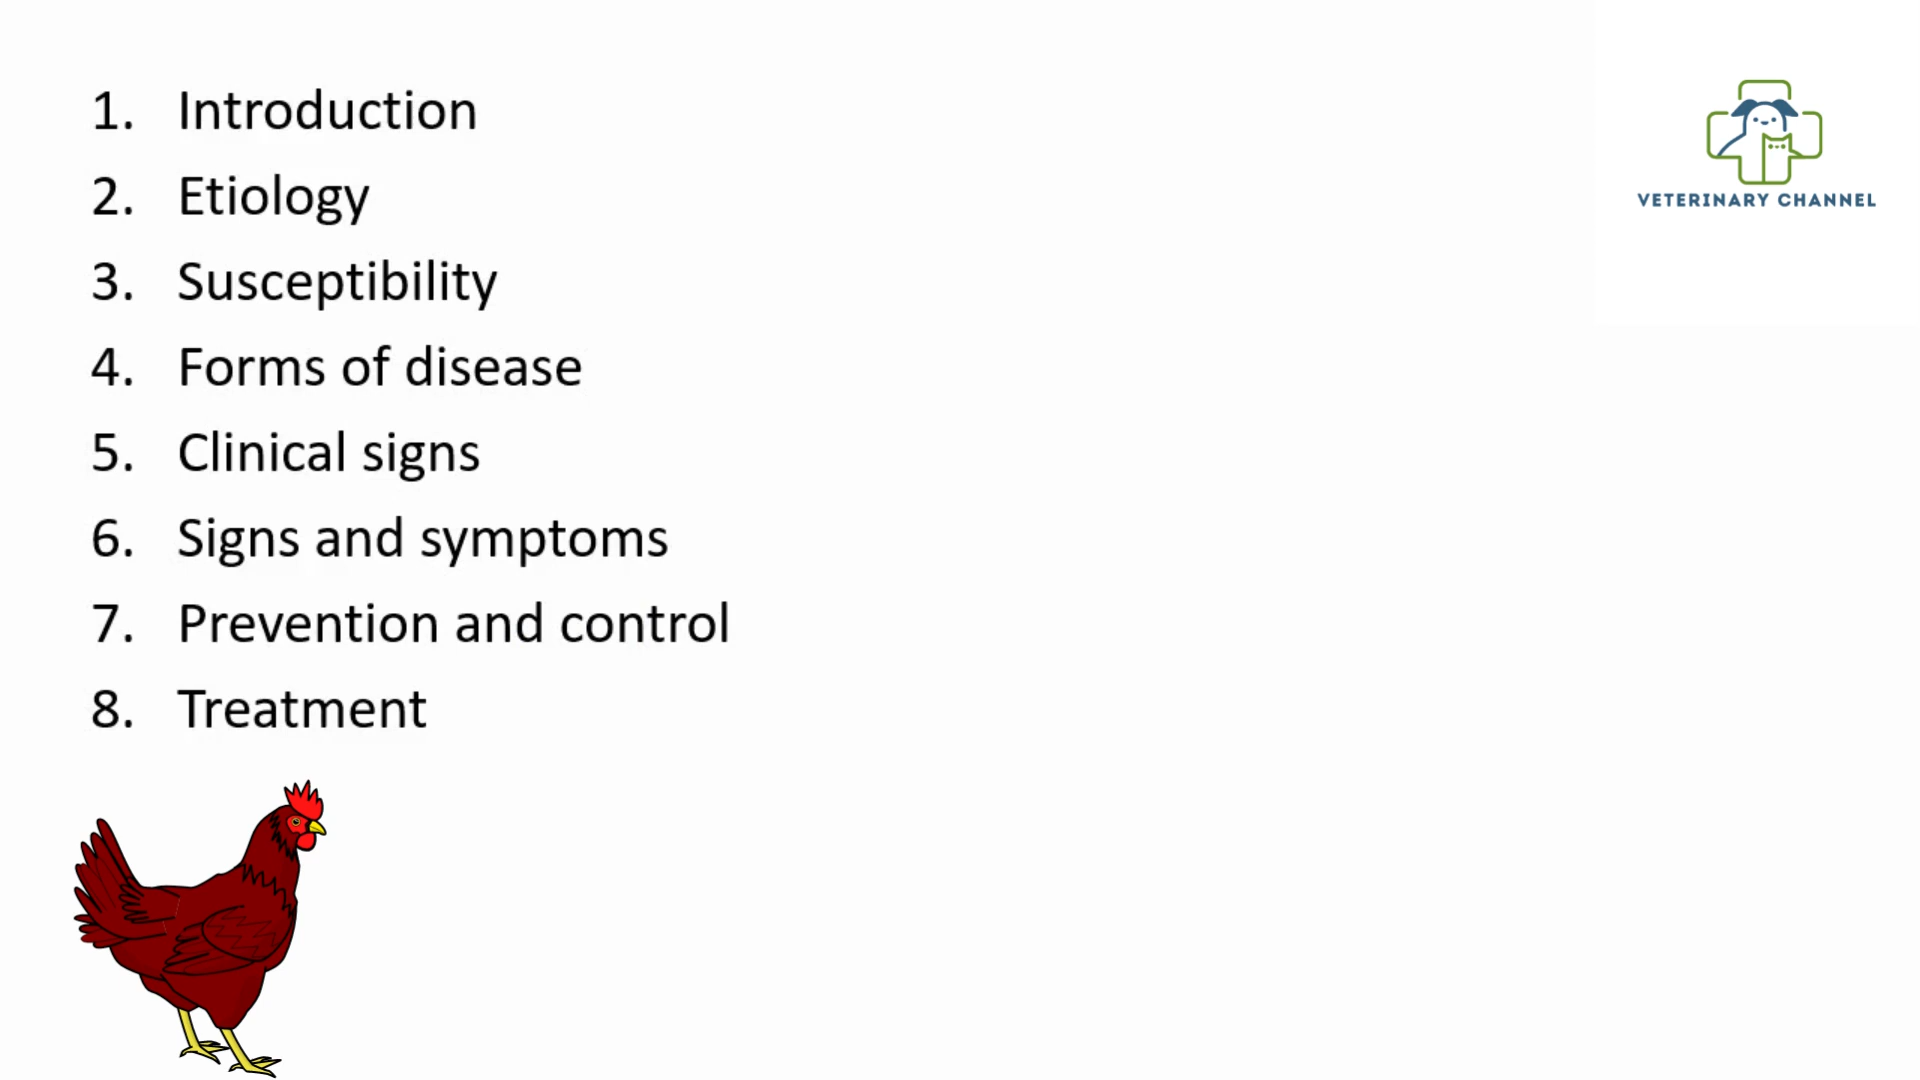 1. Introduction
2. Etiology
3. Susceptibility
4. Forms of disease
5. Clinical signs
6. Signs and symptoms
7. Prevention and control
8. Treatment
VETERINARY CHANNEL